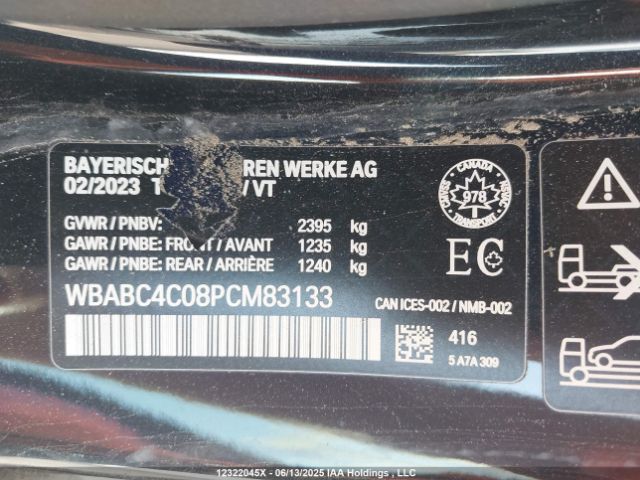 BAYERISCH REN WERKE AG
02/2023 T / VT
GVWR / PNBV: 2395 kg
GAWR / PNBE: FRONT / AVANT 1235 kg
GAWR / PNBE: REAR / ARRIÈRE 1240 kg
WBABC4C08PCM83133
CANADA
978
TRANSPORT
EC
CAN ICES-002 / NMB-002
416
5 A7A 309
12322045X - 06/13/2025 IAA Holdings , LLC